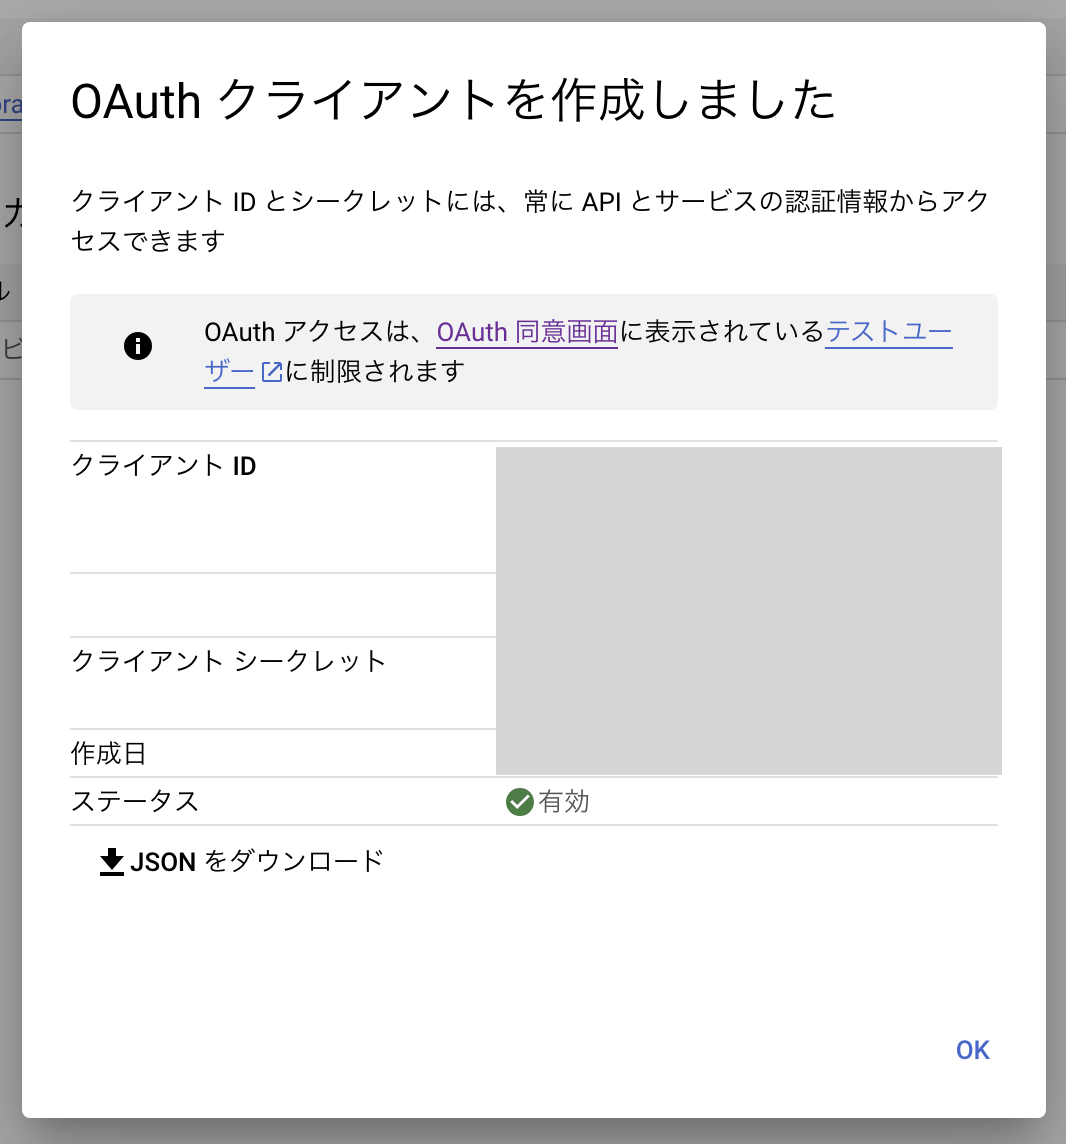 ora
OAuth クライアントを作成しました
クライアント ID とシークレットには、常に API とサービスの認証情報からアク
セスできます
カ
OAuth アクセスは、OAuth 同意画面に表示されているテストユー
ザー に制限されます
ル
ビ
クライアント ID
クライアント シークレット
作成日
ステータス 有効
JSON をダウンロード
OK